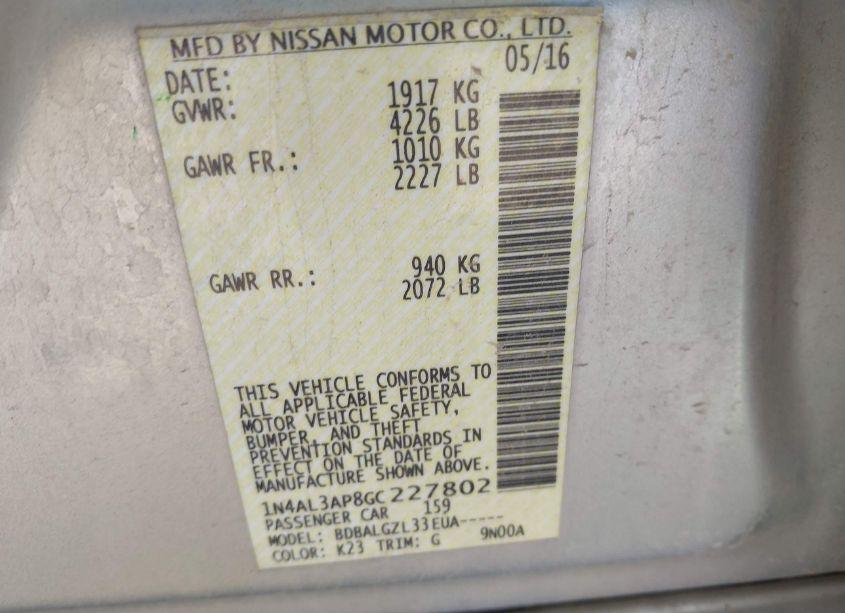 MFD BY NISSAN MOTOR CO., LTD.
DATE: 05/16
GVWR: 1917 KG
4226 LB
GAWR FR.: 1010 KG
2227 LB
GAWR RR.: 940 KG
2072 LB
THIS VEHICLE CONFORMS TO
ALL APPLICABLE FEDERAL
MOTOR VEHICLE SAFETY,
BUMPER, AND THEFT
PREVENTION STANDARDS IN
EFFECT ON THE DATE OF
MANUFACTURE SHOWN ABOVE.
1N4AL3AP8GC227802
PASSENGER CAR 159
MODEL: BDBALGZL33EUA-----
COLOR: K23 TRIM: G 9N00A